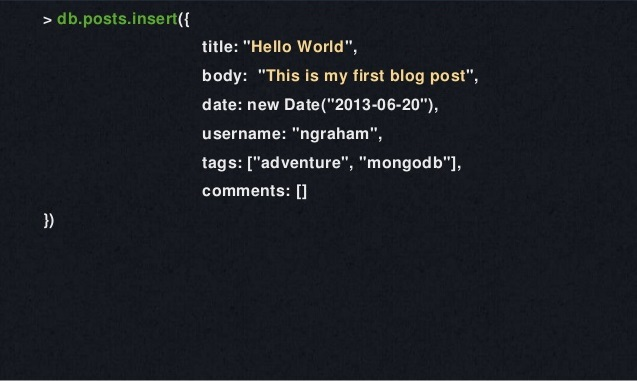 > db.posts.insert({
title: "Hello World",
body:  "This is my first blog post",
date: new Date("2013-06-20"),
username: "ngraham",
tags: ["adventure", "mongodb"],
comments: []
})